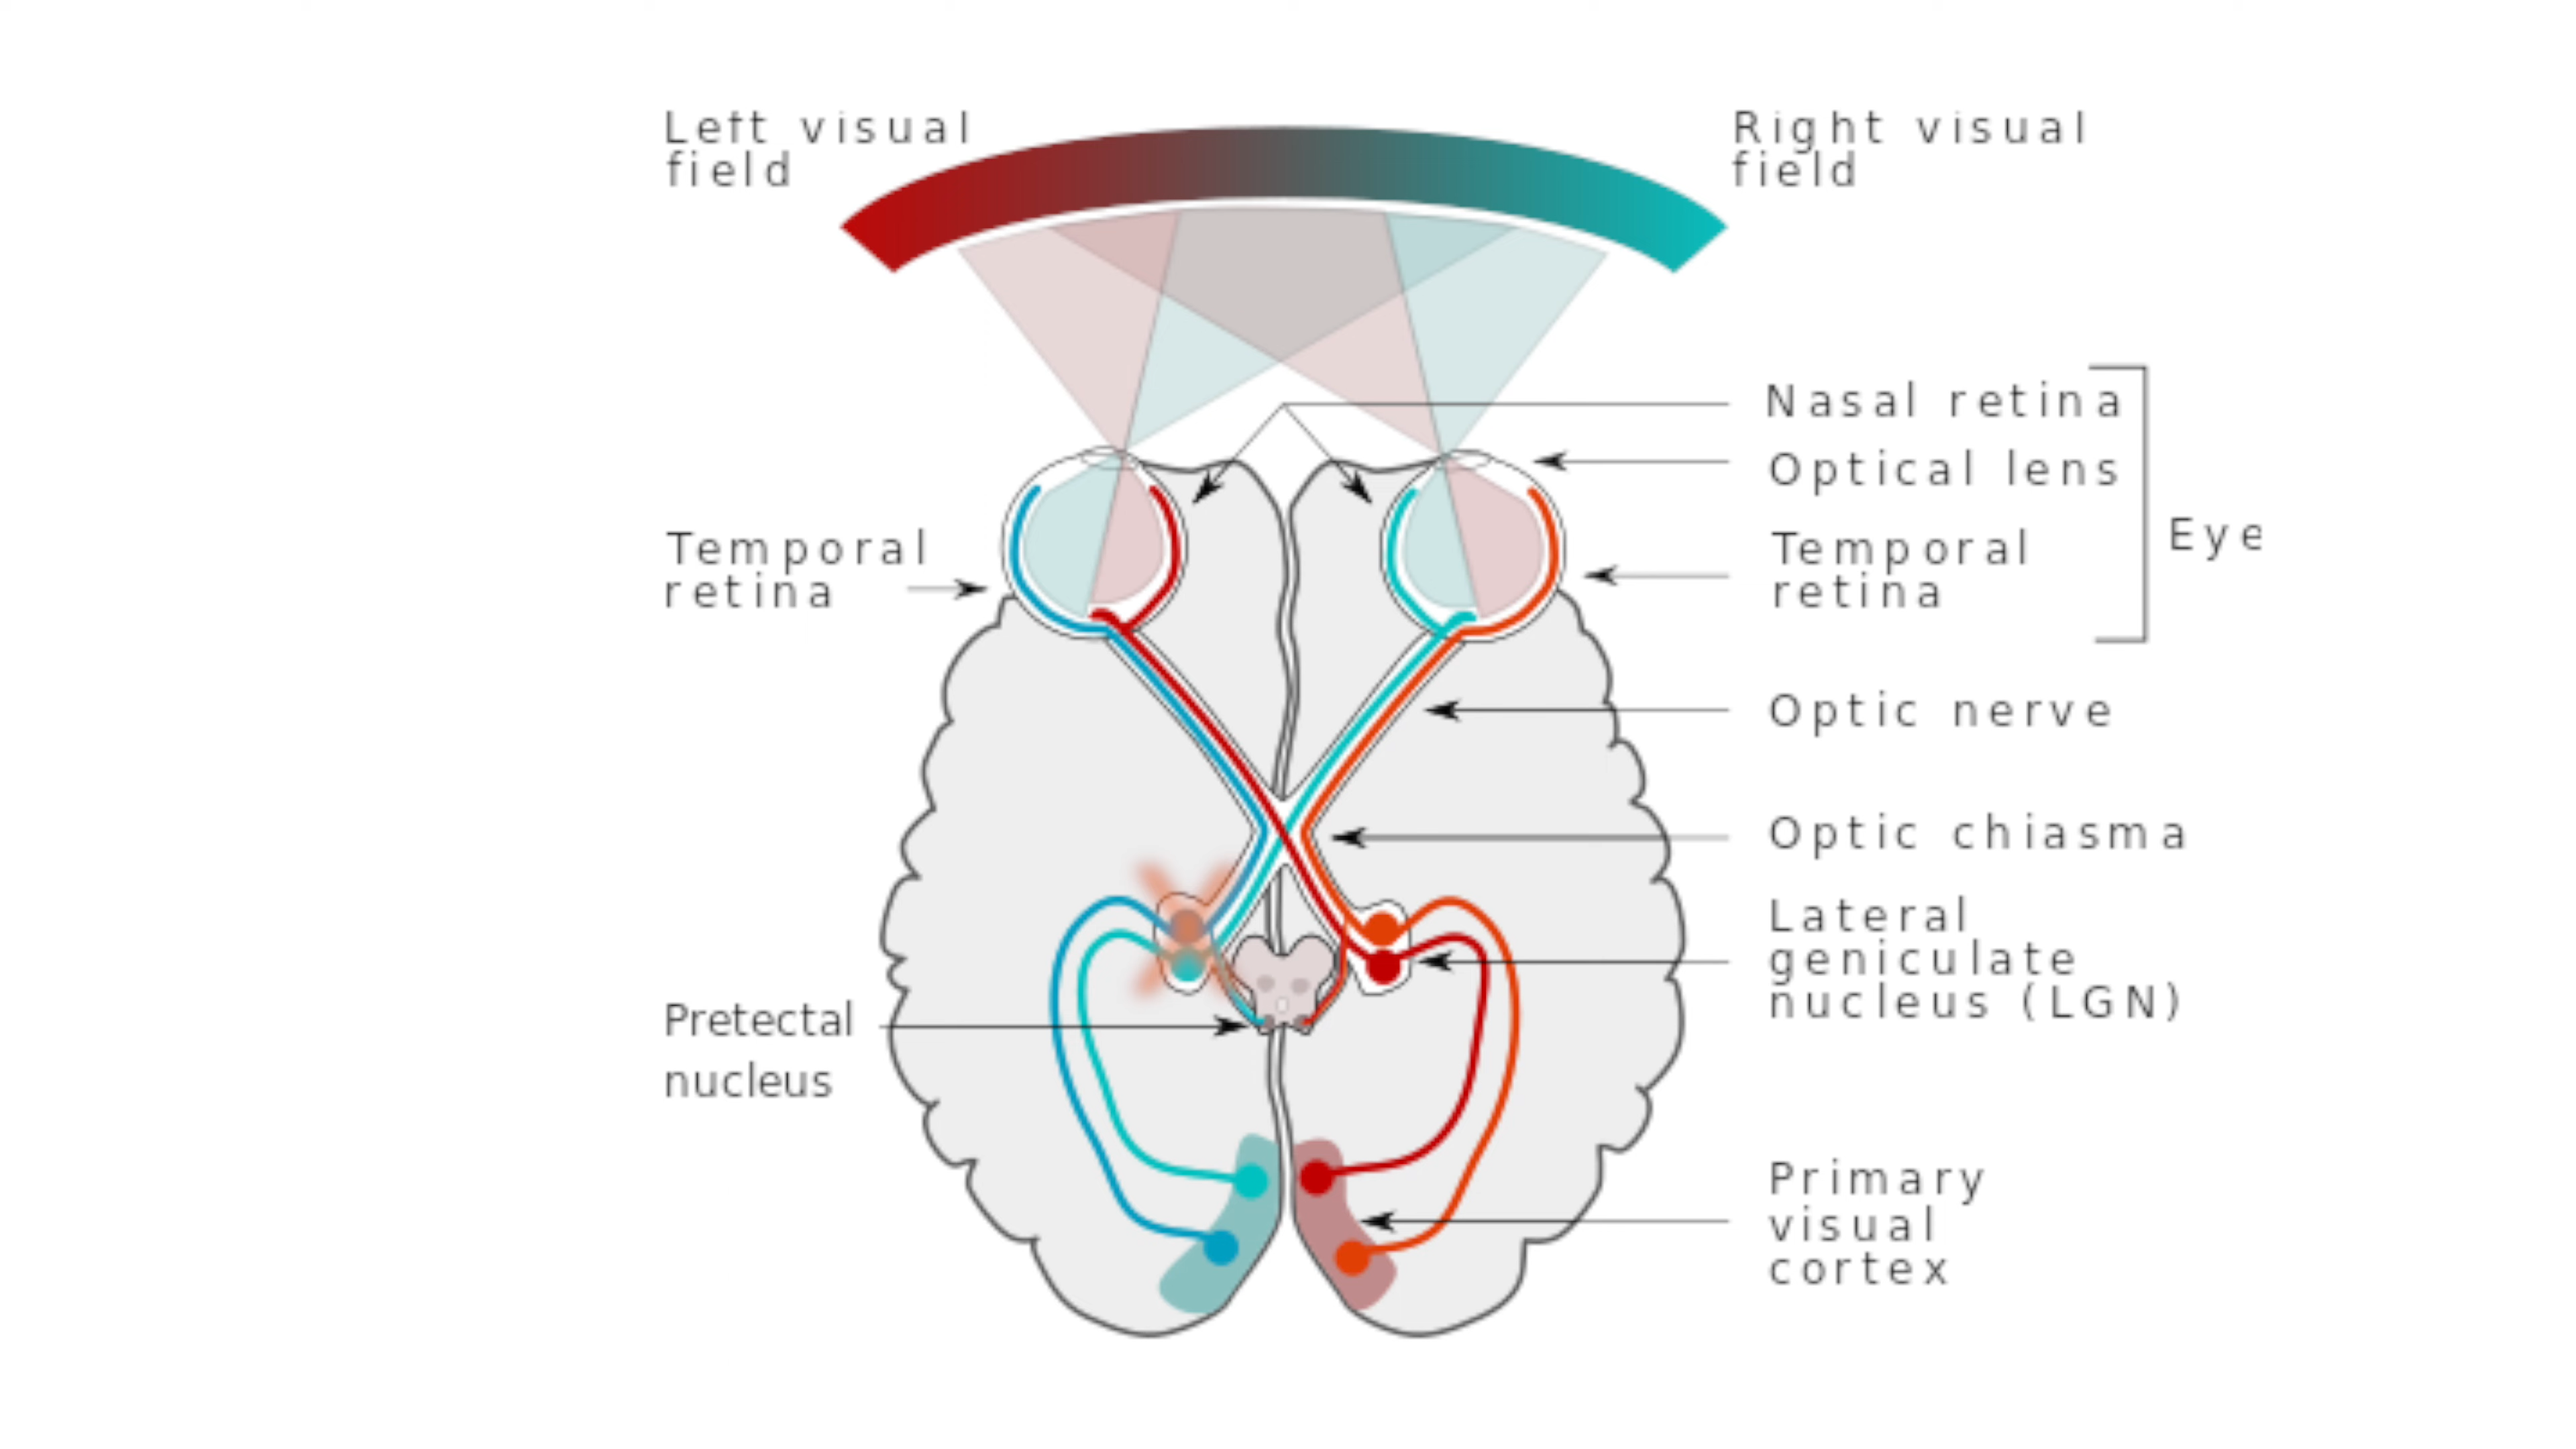 Left visual
field
Right visual
field
Nasal retina
Optical lens
Temporal
retina
Eye
Temporal
retina
Optic nerve
Optic chiasma
Lateral
geniculate
nucleus (LGN)
Pretectal
nucleus
Primary
visual
cortex